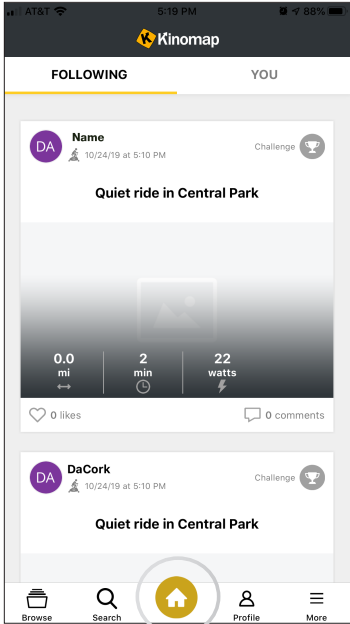 AT&T 5:19 PM 88%
Kinomap
FOLLOWING YOU
DA Name Challenge
10/24/19 at 5:10 PM
Quiet ride in Central Park
0.0 2 22
mi min watts
0 likes 0 comments
DA DaCork Challenge
10/24/19 at 5:10 PM
Quiet ride in Central Park
Browse Search Profile More